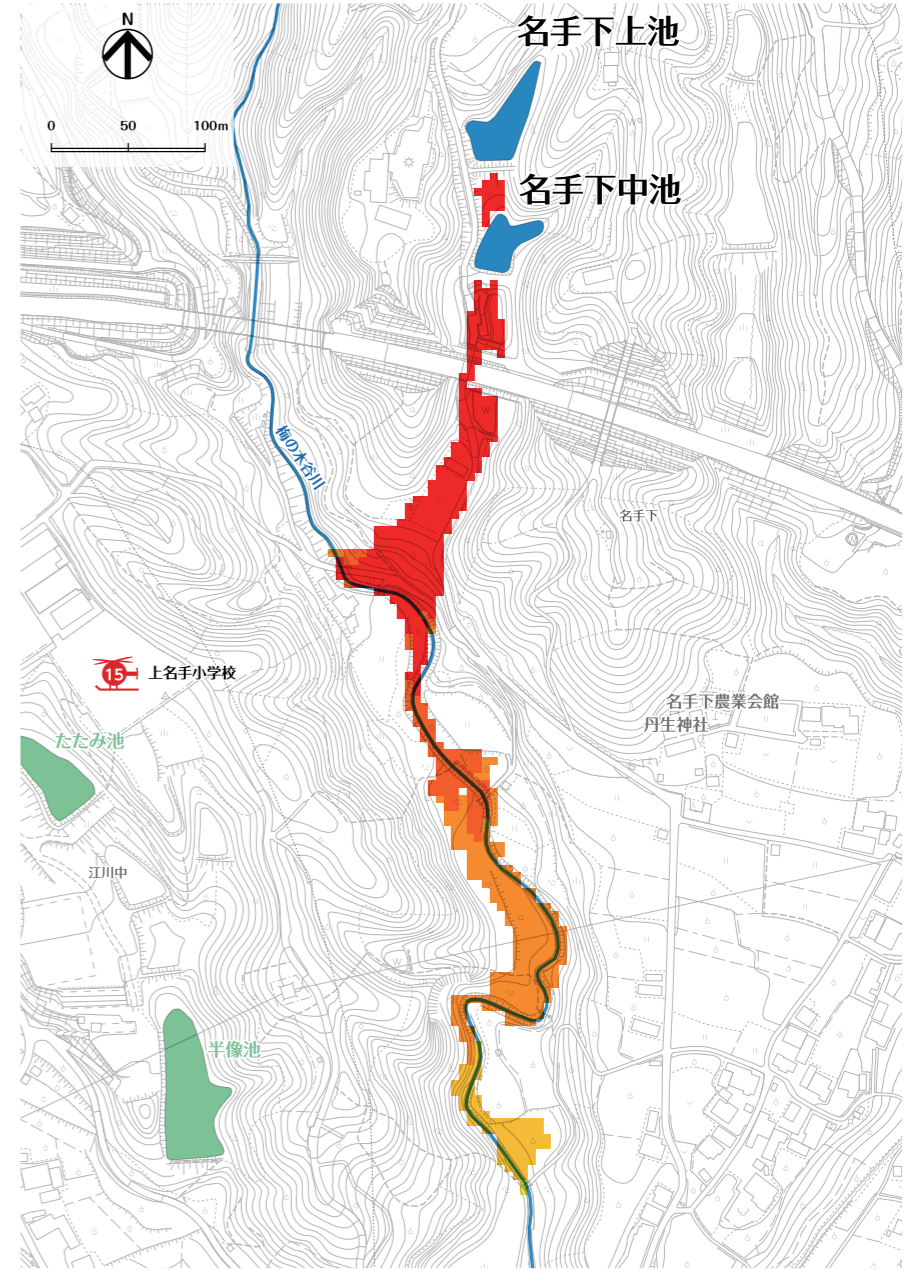 N
0 50 100m
名手下上池
名手下中池
梅の木谷川
名手下
15 上名手小学校
名手下農業会館
丹生神社
たたみ池
江川中
W
半像池